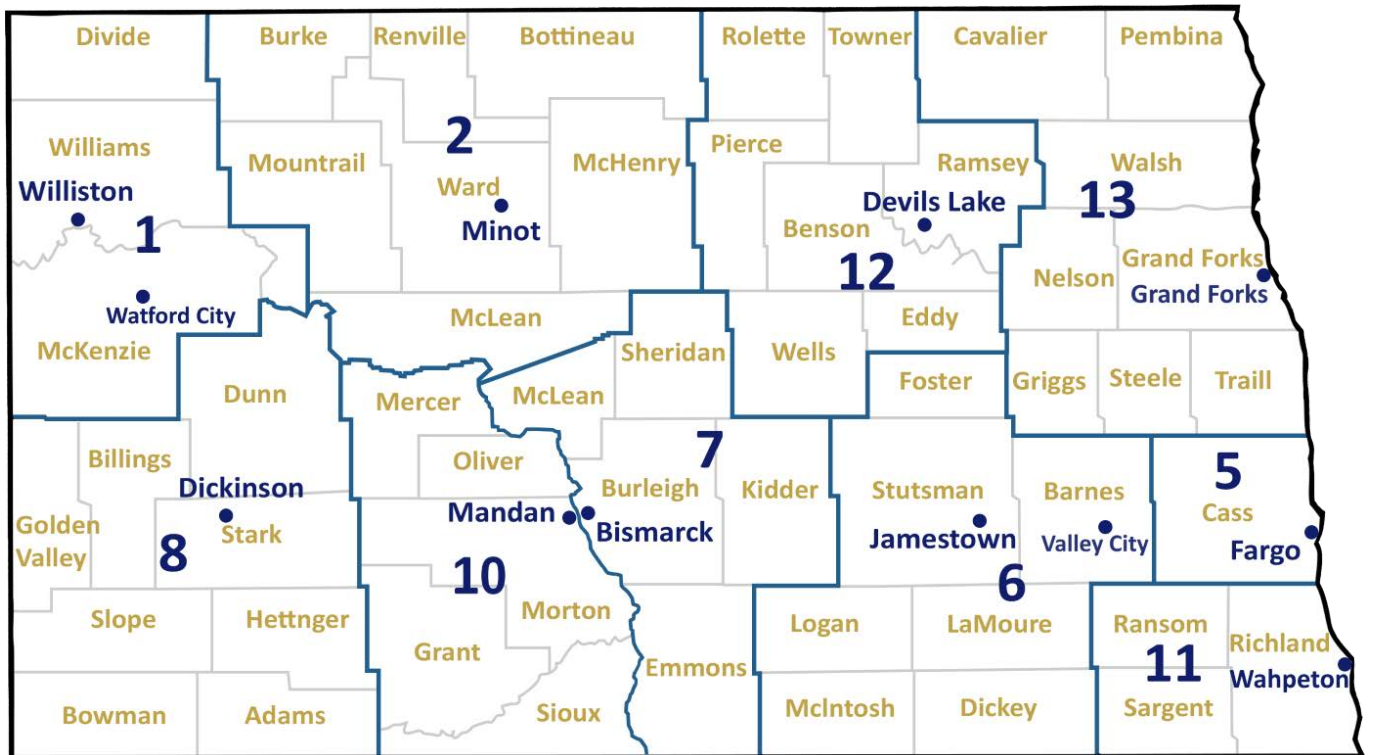 Divide
Burke
Renville
Bottineau
Rolette
Towner
Cavalier
Pembina
Williams
Williston
1
Watford City
McKenzie
Mountrail
2
Ward
Minot
McHenry
McLean
Pierce
Ramsey
Devils Lake
Benson
12
Eddy
Wells
Walsh
13
Nelson
Grand Forks
Grand Forks
Griggs
Steele
Traill
Dunn
Billings
Dickinson
Stark
Golden
Valley
8
Slope
Hettnger
Bowman
Adams
Mercer
Oliver
Mandan
10
Morton
Grant
Sioux
Sheridan
McLean
7
Burleigh
Kidder
Bismarck
Emmons
Foster
Stutsman
Barnes
Jamestown
Valley City
6
Logan
LaMoure
McIntosh
Dickey
5
Cass
Fargo
Ransom
Richland
11
Wahpeton
Sargent